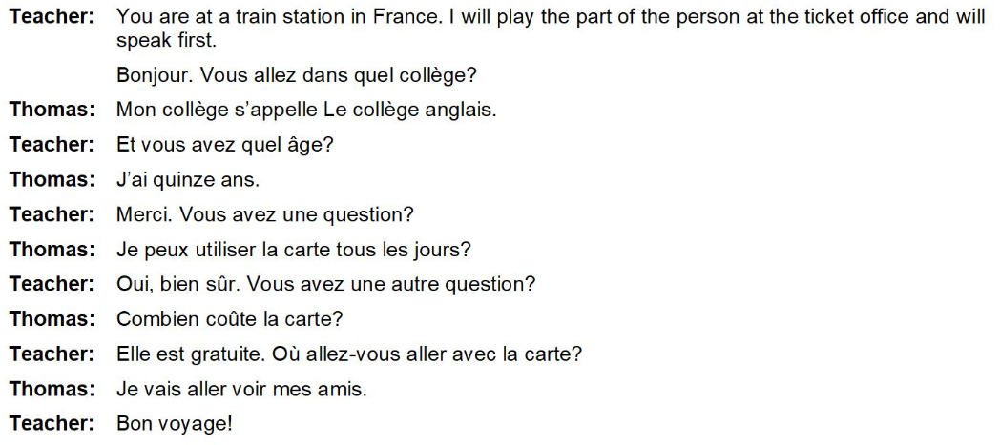 Teacher: You are at a train station in France. I will play the part of the person at the ticket office and will
speak first.
Bonjour. Vous allez dans quel collège?
Thomas: Mon collège s’appelle Le collège anglais.
Teacher: Et vous avez quel âge?
Thomas: J’ai quinze ans.
Teacher: Merci. Vous avez une question?
Thomas: Je peux utiliser la carte tous les jours?
Teacher: Oui, bien sûr. Vous avez une autre question?
Thomas: Combien coûte la carte?
Teacher: Elle est gratuite. Où allez-vous aller avec la carte?
Thomas: Je vais aller voir mes amis.
Teacher: Bon voyage!